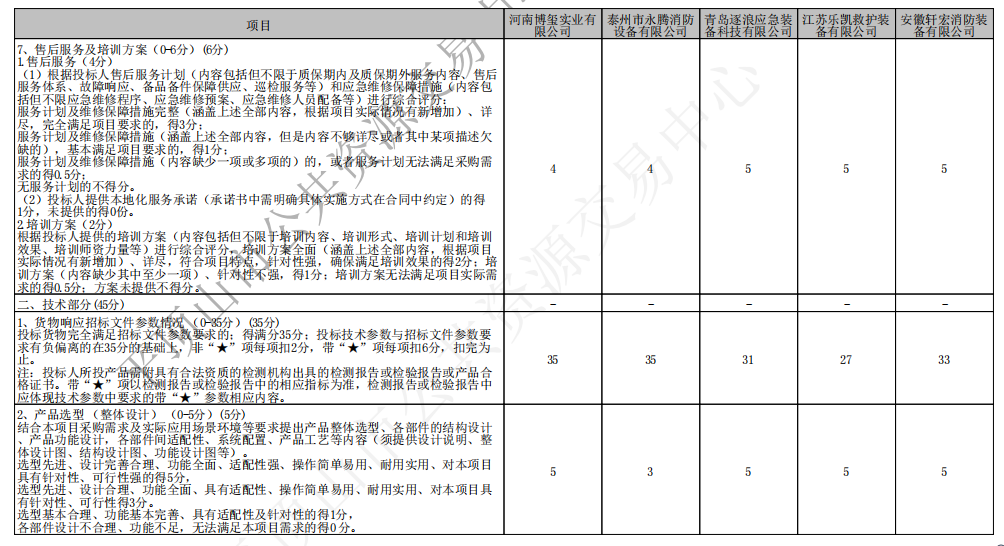 项目
河南博玺实业有限公司
泰州市永腾消防设备有限公司
青岛逐浪应急装备科技有限公司
江苏乐凯救护装备有限公司
安徽轩宏消防装备有限公司
7、售后服务及培训方案（0-6分）(6分)
1.售后服务（4分）
（1）根据投标人售后服务计划（内容包括但不限于质保期内及质保期外服务内容、售后
服务体系、故障响应、备品备件保障供应、巡检服务等）和应急维修保障措施（内容包
括但不限应急维修程序、应急维修预案、应急维修人员配备等）进行综合评分；
服务计划及维修保障措施完整（涵盖上述全部内容，根据项目实际情况有新增加）、详
尽，完全满足项目要求的，得3分；
服务计划及维修保障措施（涵盖上述全部内容，但是内容不够详尽或者其中某项描述欠
缺的），基本满足项目要求的，得1分；
服务计划及维修保障措施（内容缺少一项或多项的）的，或者服务计划无法满足采购需
求的得0.5分；
无服务计划的不得分。
（2）投标人提供本地化服务承诺（承诺书中需明确具体实施方式在合同中约定）的得
1分，未提供的得0份。
2.培训方案（2分）
根据投标人提供的培训方案（内容包括但不限于培训内容、培训形式、培训计划和培训
效果、培训师资力量等）进行综合评分，培训方案全面（涵盖上述全部内容，根据项目
实际情况有新增加）、详尽，符合项目特点，针对性强，确保满足培训效果的得2分；培
训方案（内容缺少其中至少一项）、针对性不强，得1分；培训方案无法满足项目实际需
求的得0.5分；方案未提供不得分。
4
4
5
5
5
二、技术部分(45分)
–
–
–
–
–
1、货物响应招标文件参数情况（0-35分）(35分)
投标货物完全满足招标文件参数要求的；得满分35分；投标技术参数与招标文件参数要
求有负偏离的在35分的基础上，非“★”项每项扣2分，带“★”项每项扣6分，扣完为
止。
注：投标人所投产品需附具有合法资质的检测机构出具的检测报告或检验报告或产品合
格证书。带“★”项以检测报告或检验报告中的相应指标为准，检测报告或检验报告中
应体现技术参数中要求的带“★”参数相应内容。
35
35
31
27
33
2、产品选型（整体设计）（0-5分）(5分)
结合本项目采购需求及实际应用场景环境等要求提出产品整体选型、各部件的结构设计
、产品功能设计，各部件间适配性、系统配置、产品工艺等内容（须提供设计说明、整
体设计图、结构设计图、功能设计图等）。
选型先进、设计完善合理、功能全面、适配性强、操作简单易用、耐用实用、对本项目
具有针对性、可行性强的得5分，
选型先进、设计合理、功能全面、具有适配性、操作简单易用、耐用实用、对本项目具
有针对性、可行性得3分。
选型基本合理、功能基本完善、具有适配性及针对性的得1分，
各部件设计不合理、功能不足，无法满足本项目需求的得0分。
5
3
5
5
5
平顶山市公共资源交易中心